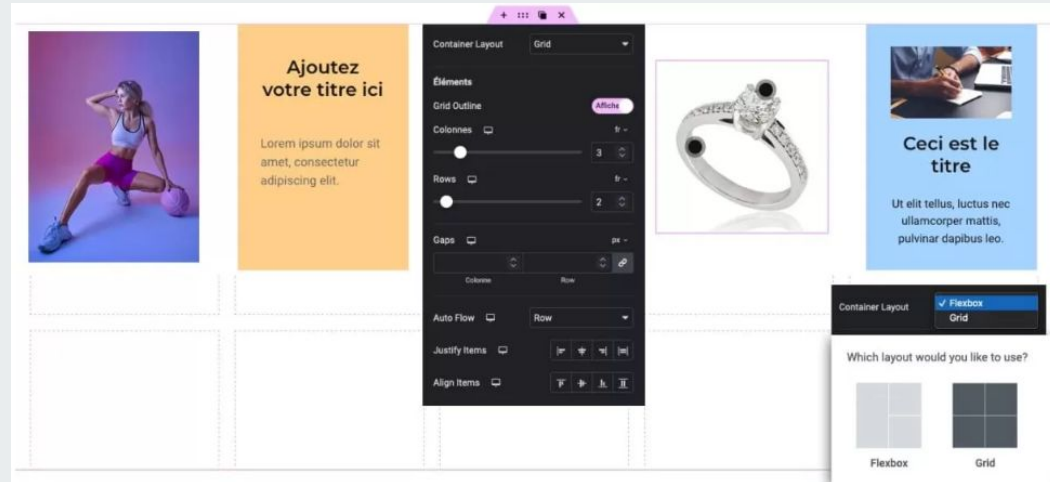 Ajoutez
votre titre ici
Lorem ipsum dolor sit
amet, consectetur
adipiscing elit.
Container Layout Grid
Éléments
Grid Outline Affiche
Colonnes fr
3
Rows fr
2
Gaps px
Colonne Row
Auto Flow Row
Justify Items
Align Items
Ceci est le
titre
Ut elit tellus, luctus nec
ullamcorper mattis,
pulvinar dapibus leo.
Container Layout ✓ Flexbox
Grid
Which layout would you like to use?
Flexbox Grid